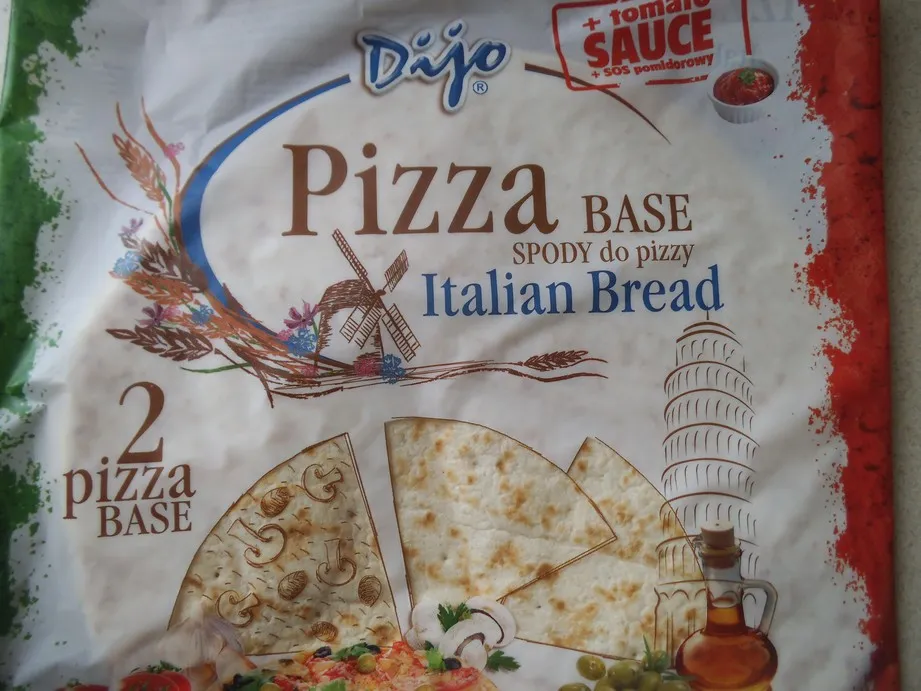 Dijo®
+ tomato
SAUCE
+ SOS pomidorowy
Pizza BASE
SPODY do pizzy
Italian Bread
2
pizza
BASE